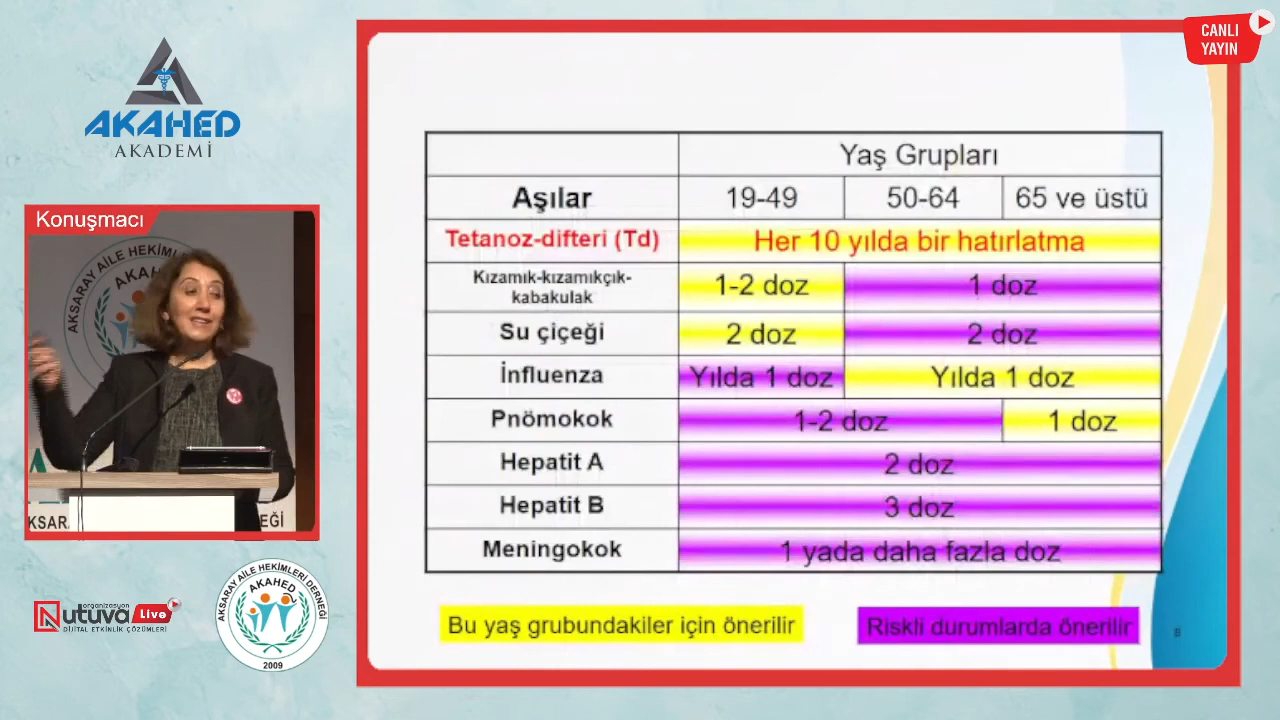 CANLI
YAYIN
AKAHED
AKADEMİ
Konuşmacı
AKSARAY AİLE HEKİMLERİ
AKAHED
KSAR
EĞİ
organizasyon
Nutuva Live
DİJİTAL ETKİNLİK ÇÖZÜMLERİ
AKSARAY AİLE HEKİMLERİ DERNEĞİ
AKAHED
2009
Yaş Grupları
Aşılar 19-49 50-64 65 ve üstü
Tetanoz-difteri (Td) Her 10 yılda bir hatırlatma
Kızamık-kızamıkçık-
kabakulak 1-2 doz 1 doz
Su çiçeği 2 doz 2 doz
İnfluenza Yılda 1 doz Yılda 1 doz
Pnömokok 1-2 doz 1 doz
Hepatit A 2 doz
Hepatit B 3 doz
Meningokok 1 yada daha fazla doz
Bu yaş grubundakiler için önerilir Riskli durumlarda önerilir